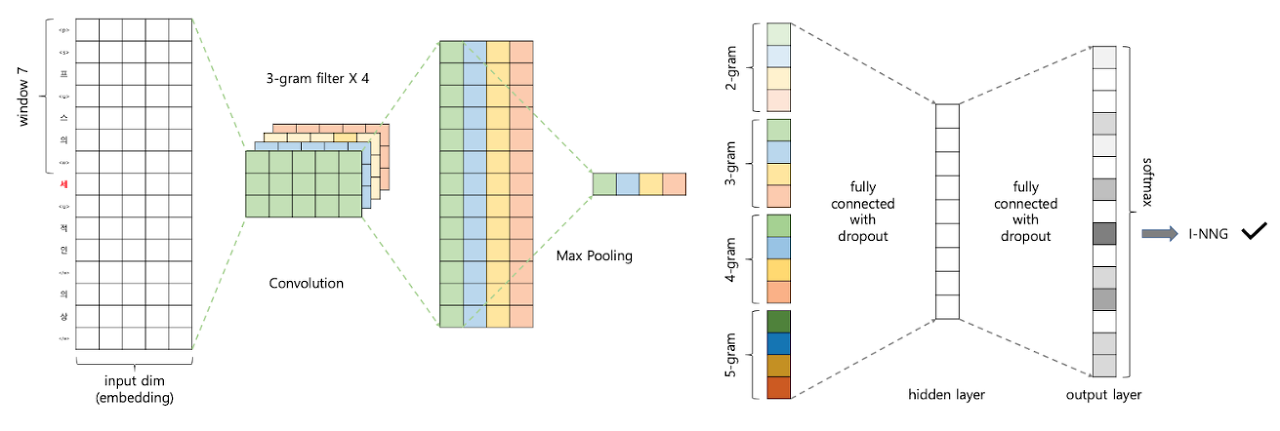 window 7
프
스
의
세
적
인
의
상
input dim
(embedding)
3-gram filter X 4
Convolution
Max Pooling
2-gram
3-gram
4-gram
5-gram
fully
connected
with
dropout
hidden layer
fully
connected
with
dropout
output layer
softmax
I-NNG